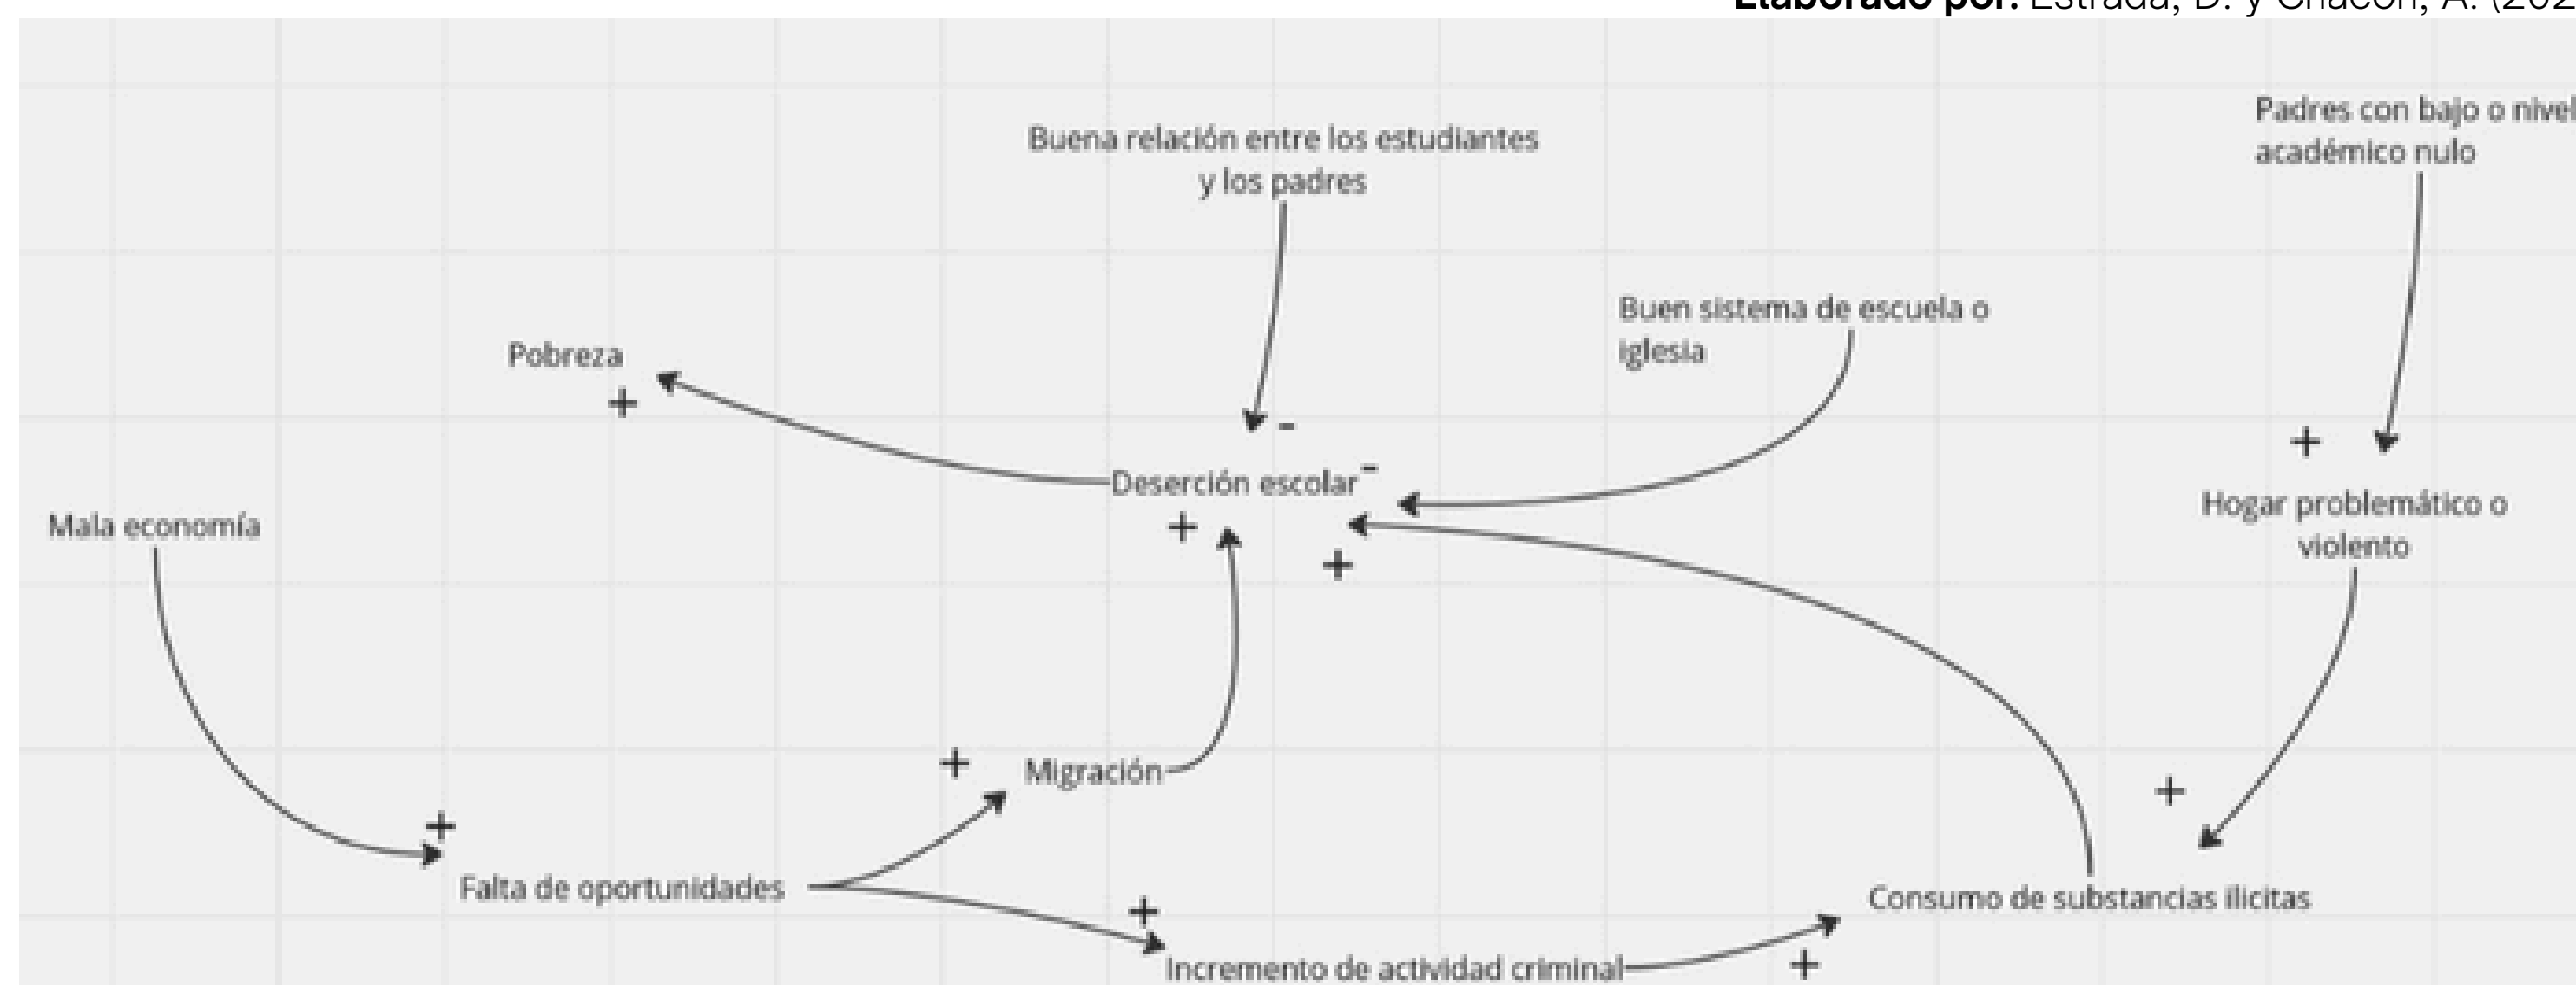 Elaborado por: Estrada, D. y Chacón, A. (202
Buena relación entre los estudiantes
y los padres
Padres con bajo o nivel
académico nulo
Buen sistema de escuela o
iglesia
Pobreza
+
-
Deserción escolar -
+
+
Mala economía
+
Hogar problemático o
violento
+
Migración
+
+
Falta de oportunidades
+
Consumo de substancias ilicitas
Incremento de actividad criminal
+